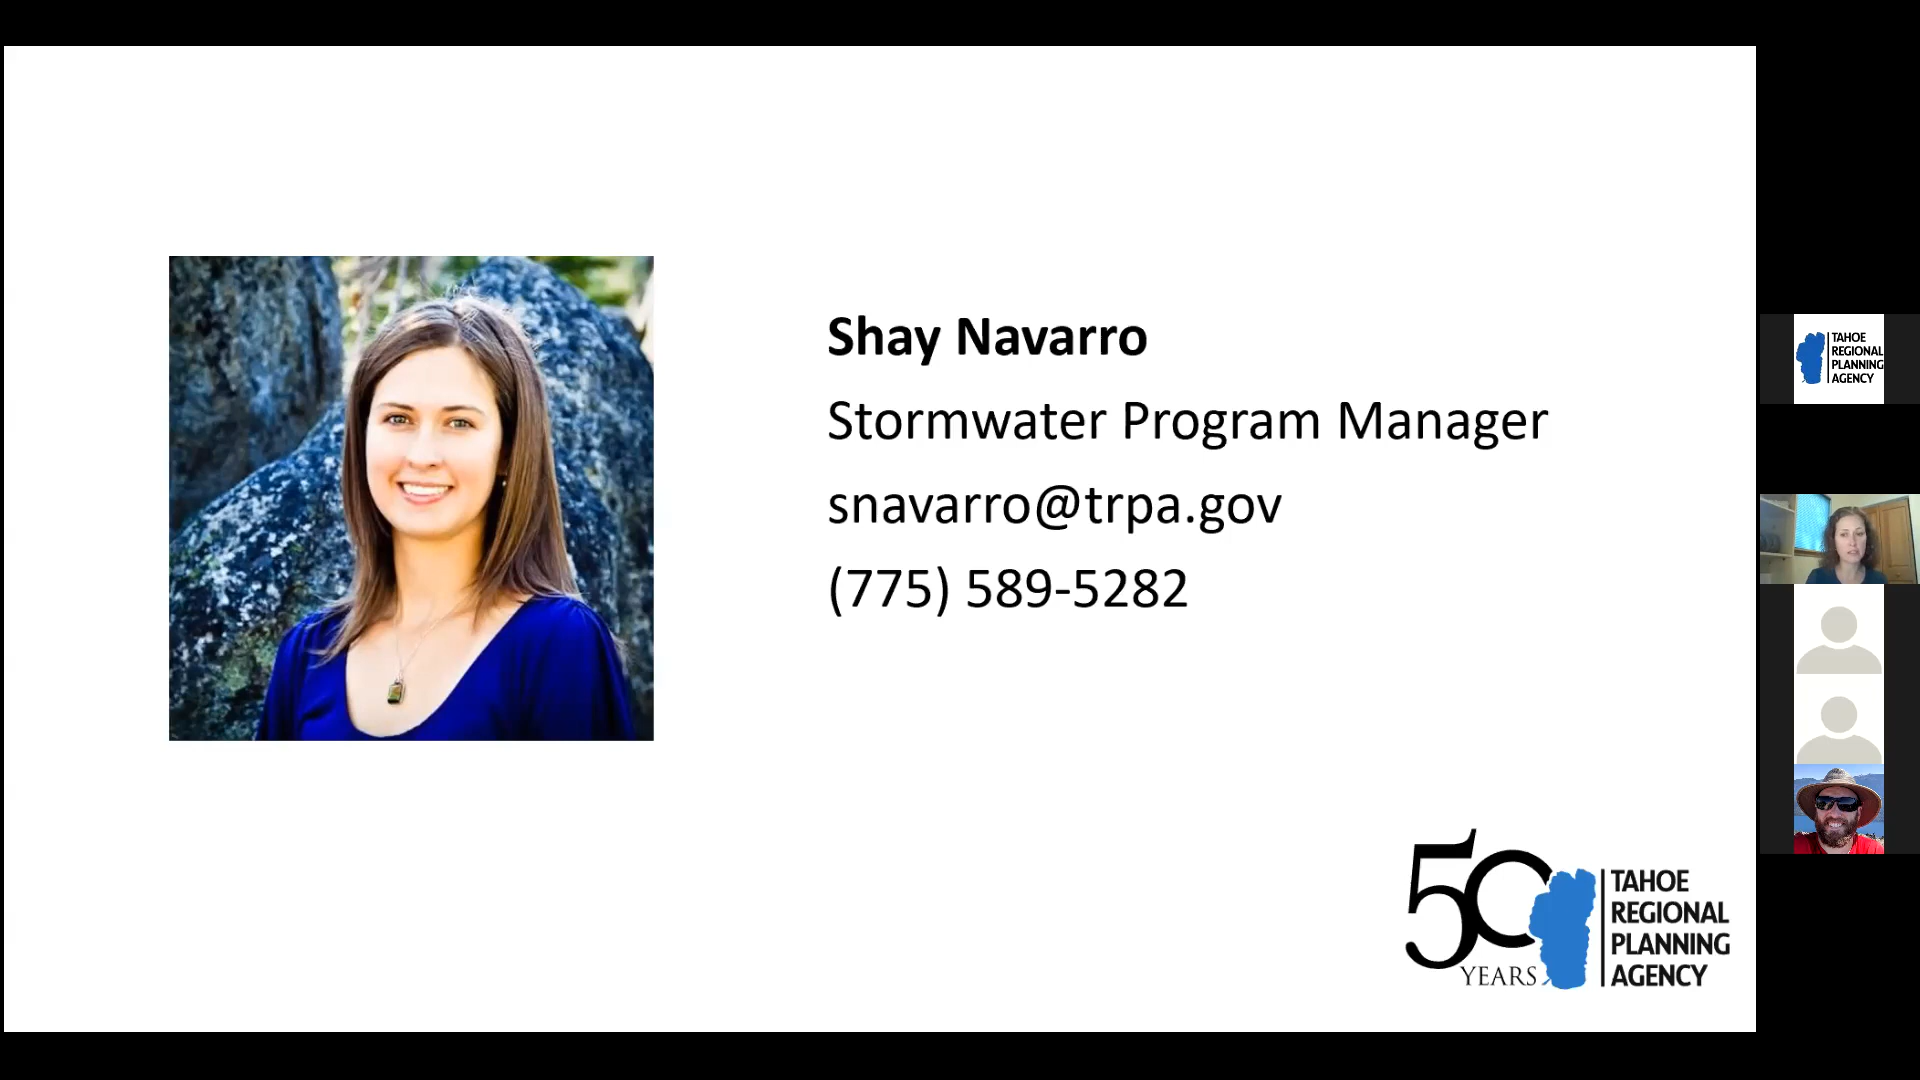 Shay Navarro
Stormwater Program Manager
snavarro@trpa.gov
(775) 589-5282
50
YEARS
TAHOE
REGIONAL
PLANNING
AGENCY
TAHOE
REGIONAL
PLANNING
AGENCY